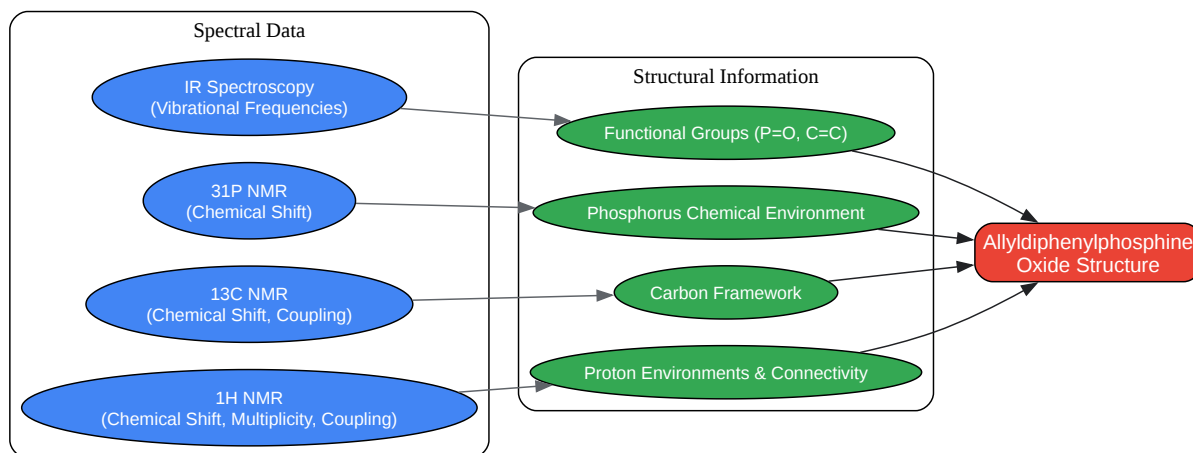 Spectral Data
IR Spectroscopy
(Vibrational Frequencies)
31P NMR
(Chemical Shift)
13C NMR
(Chemical Shift, Coupling)
1H NMR
(Chemical Shift, Multiplicity, Coupling)
Structural Information
Functional Groups (P=O, C=C)
Phosphorus Chemical Environment
Carbon Framework
Proton Environments & Connectivity
Allyldiphenylphosphine
Oxide Structure